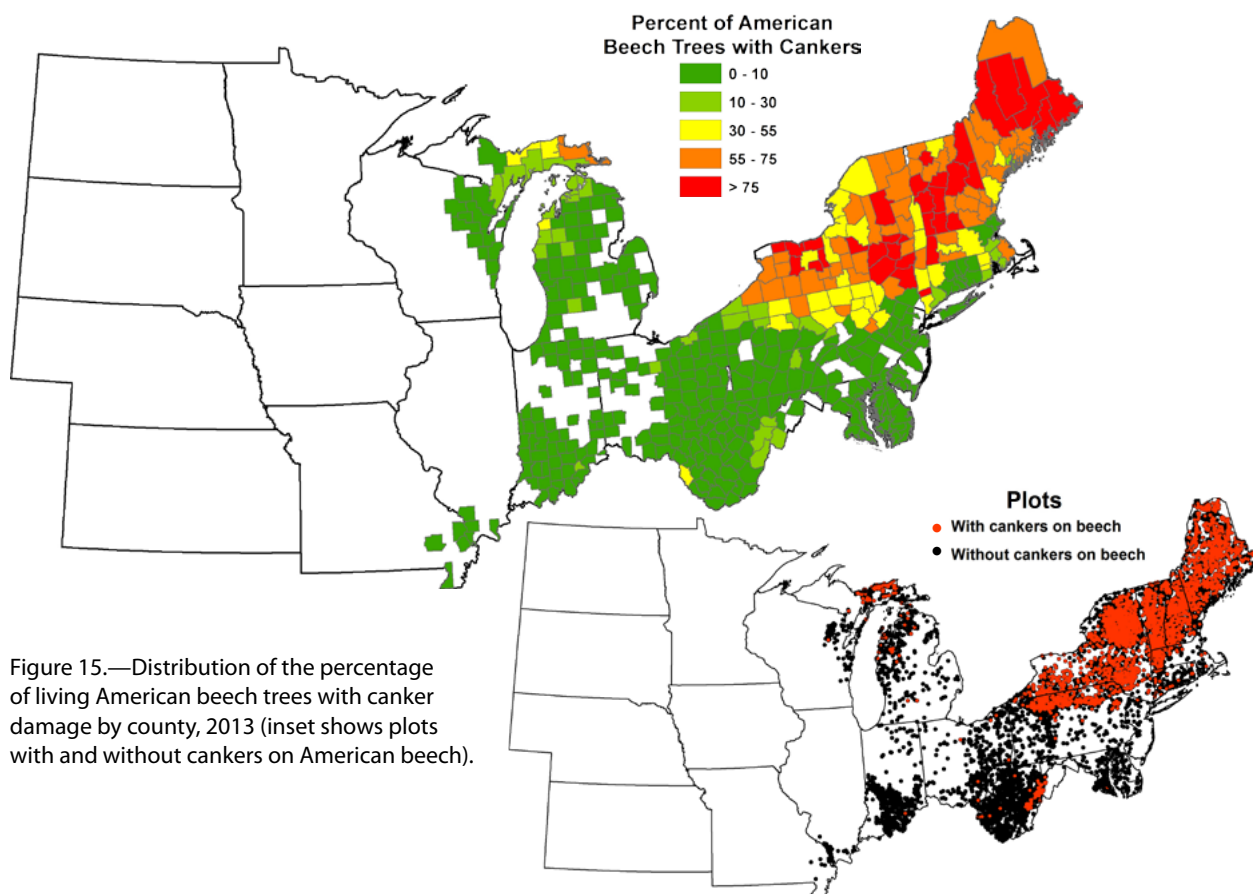 Percent of American
Beech Trees with Cankers
0 - 10
10 - 30
30 - 55
55 - 75
> 75
Plots
With cankers on beech
Without cankers on beech
Figure 15.—Distribution of the percentage
of living American beech trees with canker
damage by county, 2013 (inset shows plots
with and without cankers on American beech).